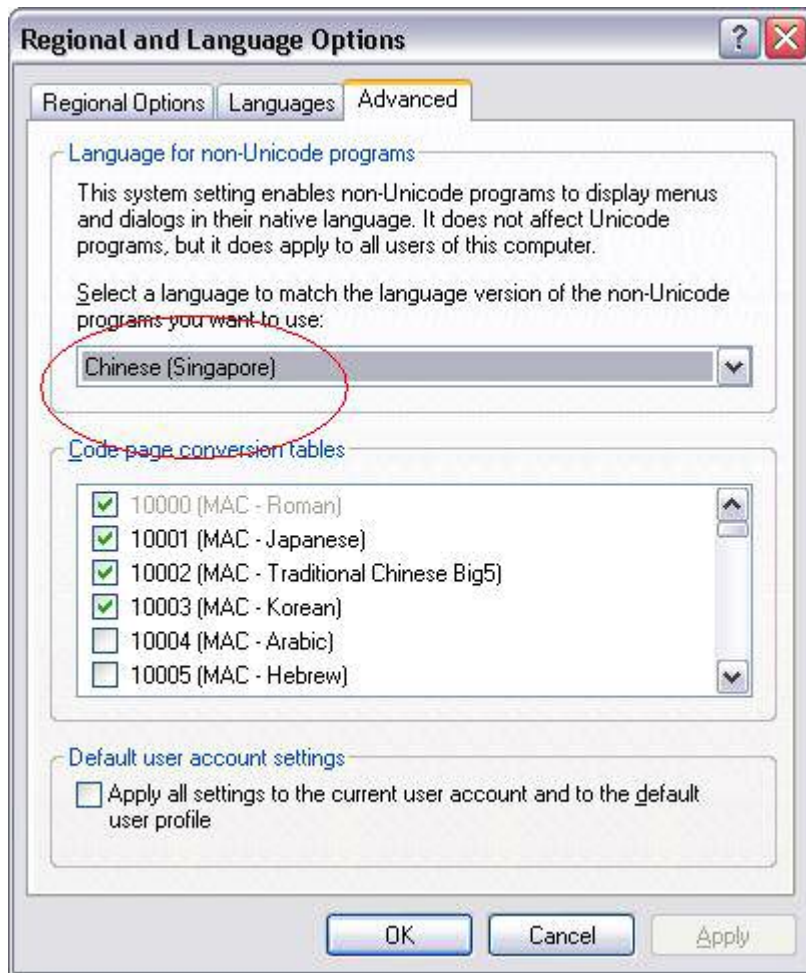 Regional and Language Options
Regional Options Languages Advanced
Language for non-Unicode programs
This system setting enables non-Unicode programs to display menus
and dialogs in their native language. It does not affect Unicode
programs, but it does apply to all users of this computer.
Select a language to match the language version of the non-Unicode
programs you want to use:
Chinese (Singapore)
Code page conversion tables
10000 (MAC - Roman)
10001 (MAC - Japanese)
10002 (MAC - Traditional Chinese Big5)
10003 (MAC - Korean)
10004 (MAC - Arabic)
10005 (MAC - Hebrew)
Default user account settings
Apply all settings to the current user account and to the default
user profile
OK Cancel Apply